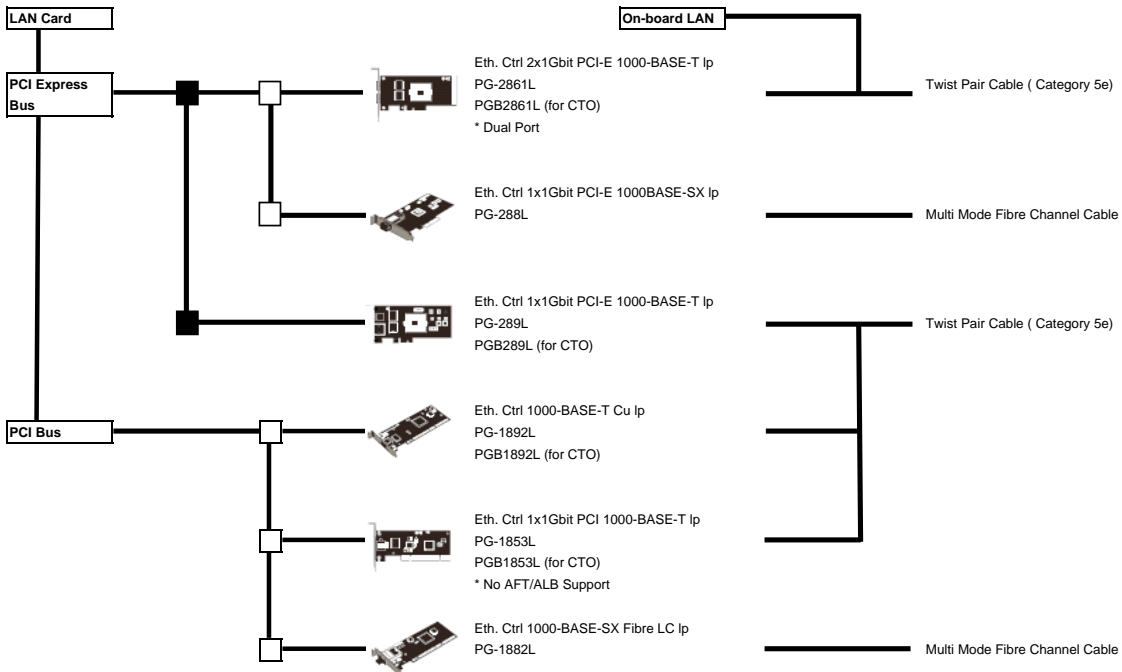 LAN Card
On-board LAN
PCI Express
Bus
Eth. Ctrl 2x1Gbit PCI-E 1000-BASE-T lp
PG-2861L
PGB2861L (for CTO)
* Dual Port
Twist Pair Cable ( Category 5e)
Eth. Ctrl 1x1Gbit PCI-E 1000BASE-SX lp
PG-288L
Multi Mode Fibre Channel Cable
Eth. Ctrl 1x1Gbit PCI-E 1000-BASE-T lp
PG-289L
PGB289L (for CTO)
Twist Pair Cable ( Category 5e)
PCI Bus
Eth. Ctrl 1000-BASE-T Cu lp
PG-1892L
PGB1892L (for CTO)
Eth. Ctrl 1x1Gbit PCI 1000-BASE-T lp
PG-1853L
PGB1853L (for CTO)
* No AFT/ALB Support
Eth. Ctrl 1000-BASE-SX Fibre LC lp
PG-1882L
Multi Mode Fibre Channel Cable